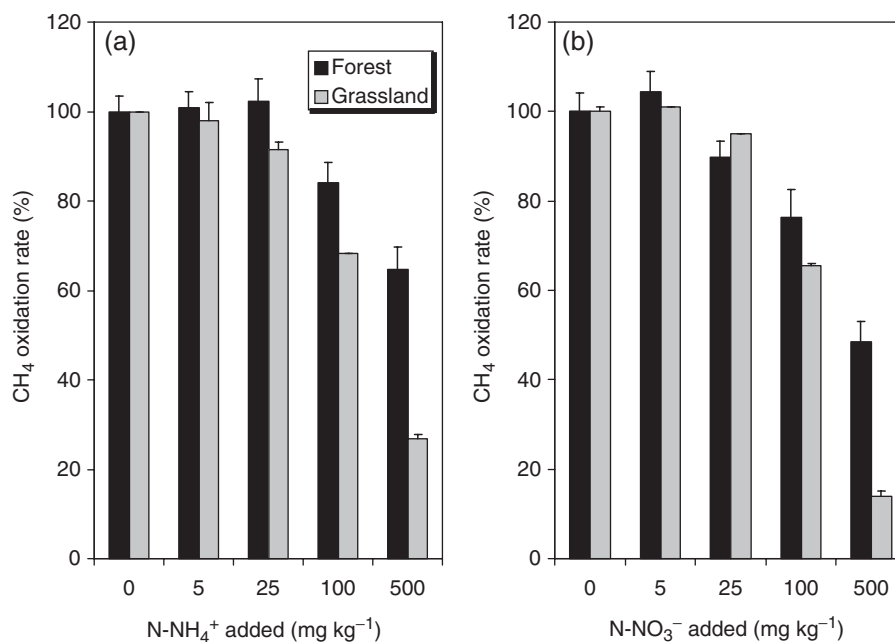 (a)
Forest
Grassland
120
100
80
60
40
20
0
CH₄ oxidation rate (%)
0 5 25 100 500
N-NH₄⁺ added (mg kg⁻¹)
(b)
120
100
80
60
40
20
0
CH₄ oxidation rate (%)
0 5 25 100 500
N-NO₃⁻ added (mg kg⁻¹)